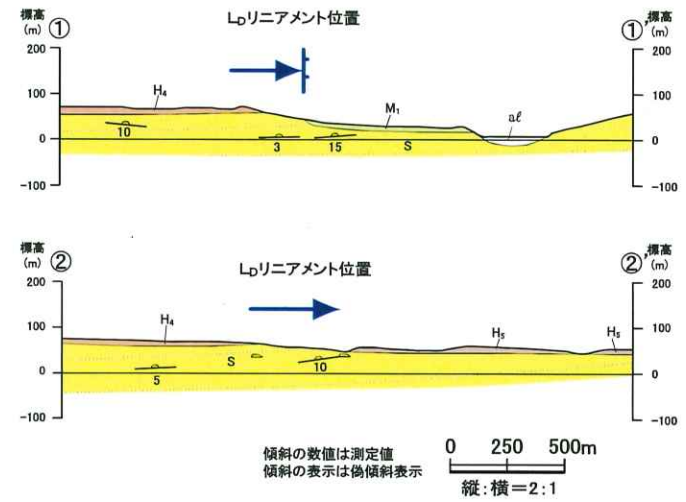 標高
(m)
①
LDリニアメント位置
①'
標高
(m)
200
200
100
H4
M1
aℓ
100
10
3
15
S
0
0
-100
-100
標高
(m)
②
LDリニアメント位置
②'
標高
(m)
200
200
100
H4
H5
H5
100
S
10
5
0
0
-100
-100
傾斜の数値は測定値
傾斜の表示は偽傾斜表示
0 250 500m
縦:横=2:1